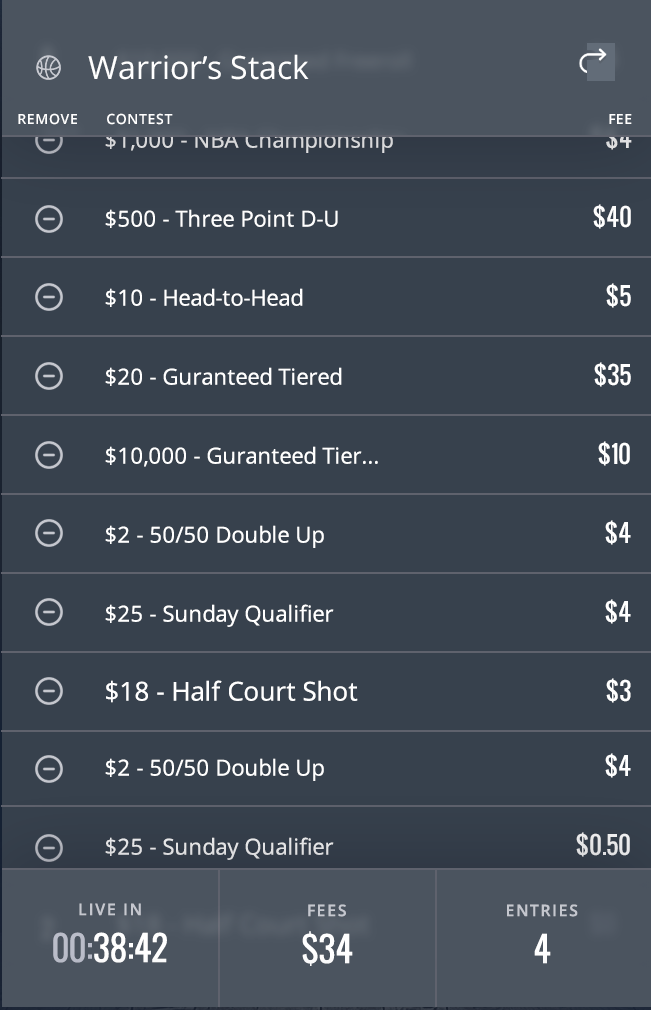 Warrior’s Stack
REMOVE CONTEST FEE
$1,000 - NBA Championship $4
$500 - Three Point D-U $40
$10 - Head-to-Head $5
$20 - Guranteed Tiered $35
$10,000 - Guranteed Tier... $10
$2 - 50/50 Double Up $4
$25 - Sunday Qualifier $4
$18 - Half Court Shot $3
$2 - 50/50 Double Up $4
$25 - Sunday Qualifier $0.50
LIVE IN FEES ENTRIES
00:38:42 $34 4